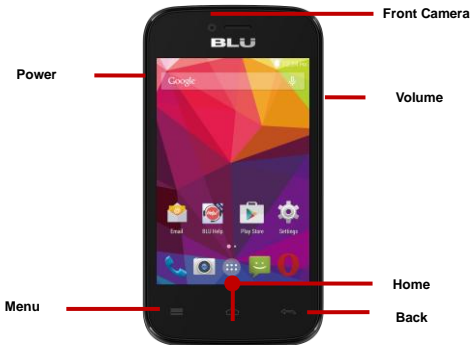 Front Camera
BLU
Power
Google
Volume
Email BLU Help Play Store Settings
Home
Menu
Back